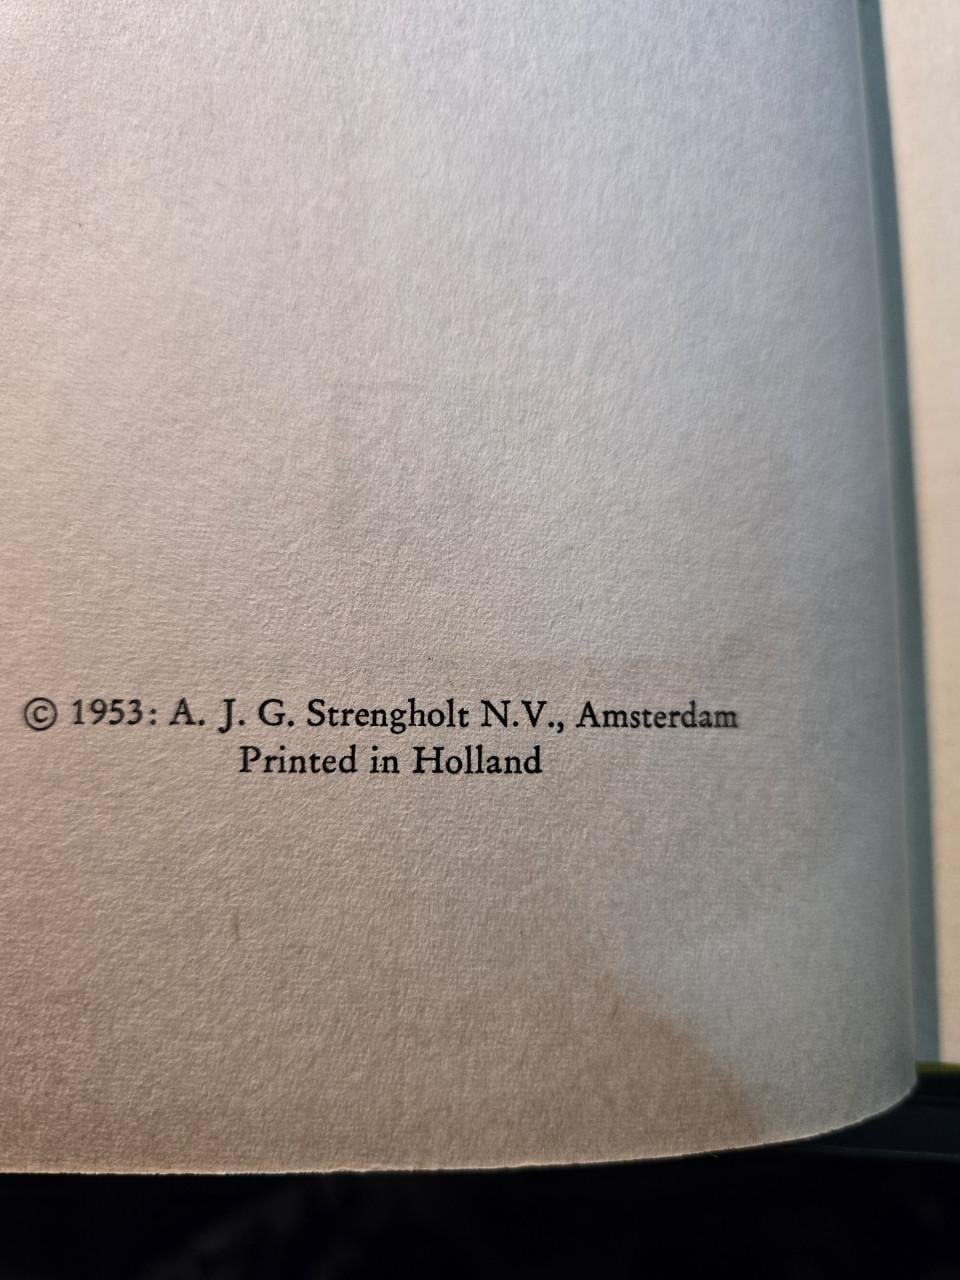 © 1953: A. J. G. Strengholt N.V., Amsterdam
Printed in Holland